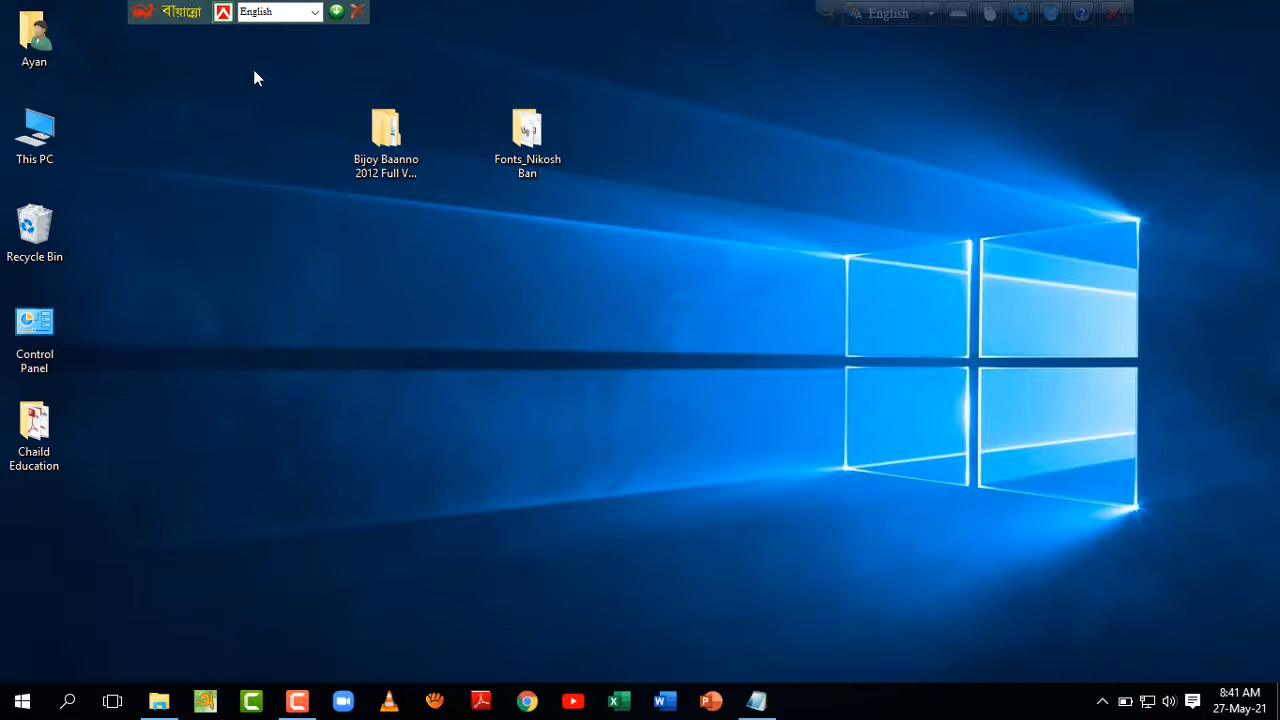 বায়ান্নো
English
English
Ayan
Bijoy Baanno
2012 Full V...
Fonts_Nikosh
Ban
This PC
Recycle Bin
Control
Panel
Chaild
Education
8:41 AM
27-May-21